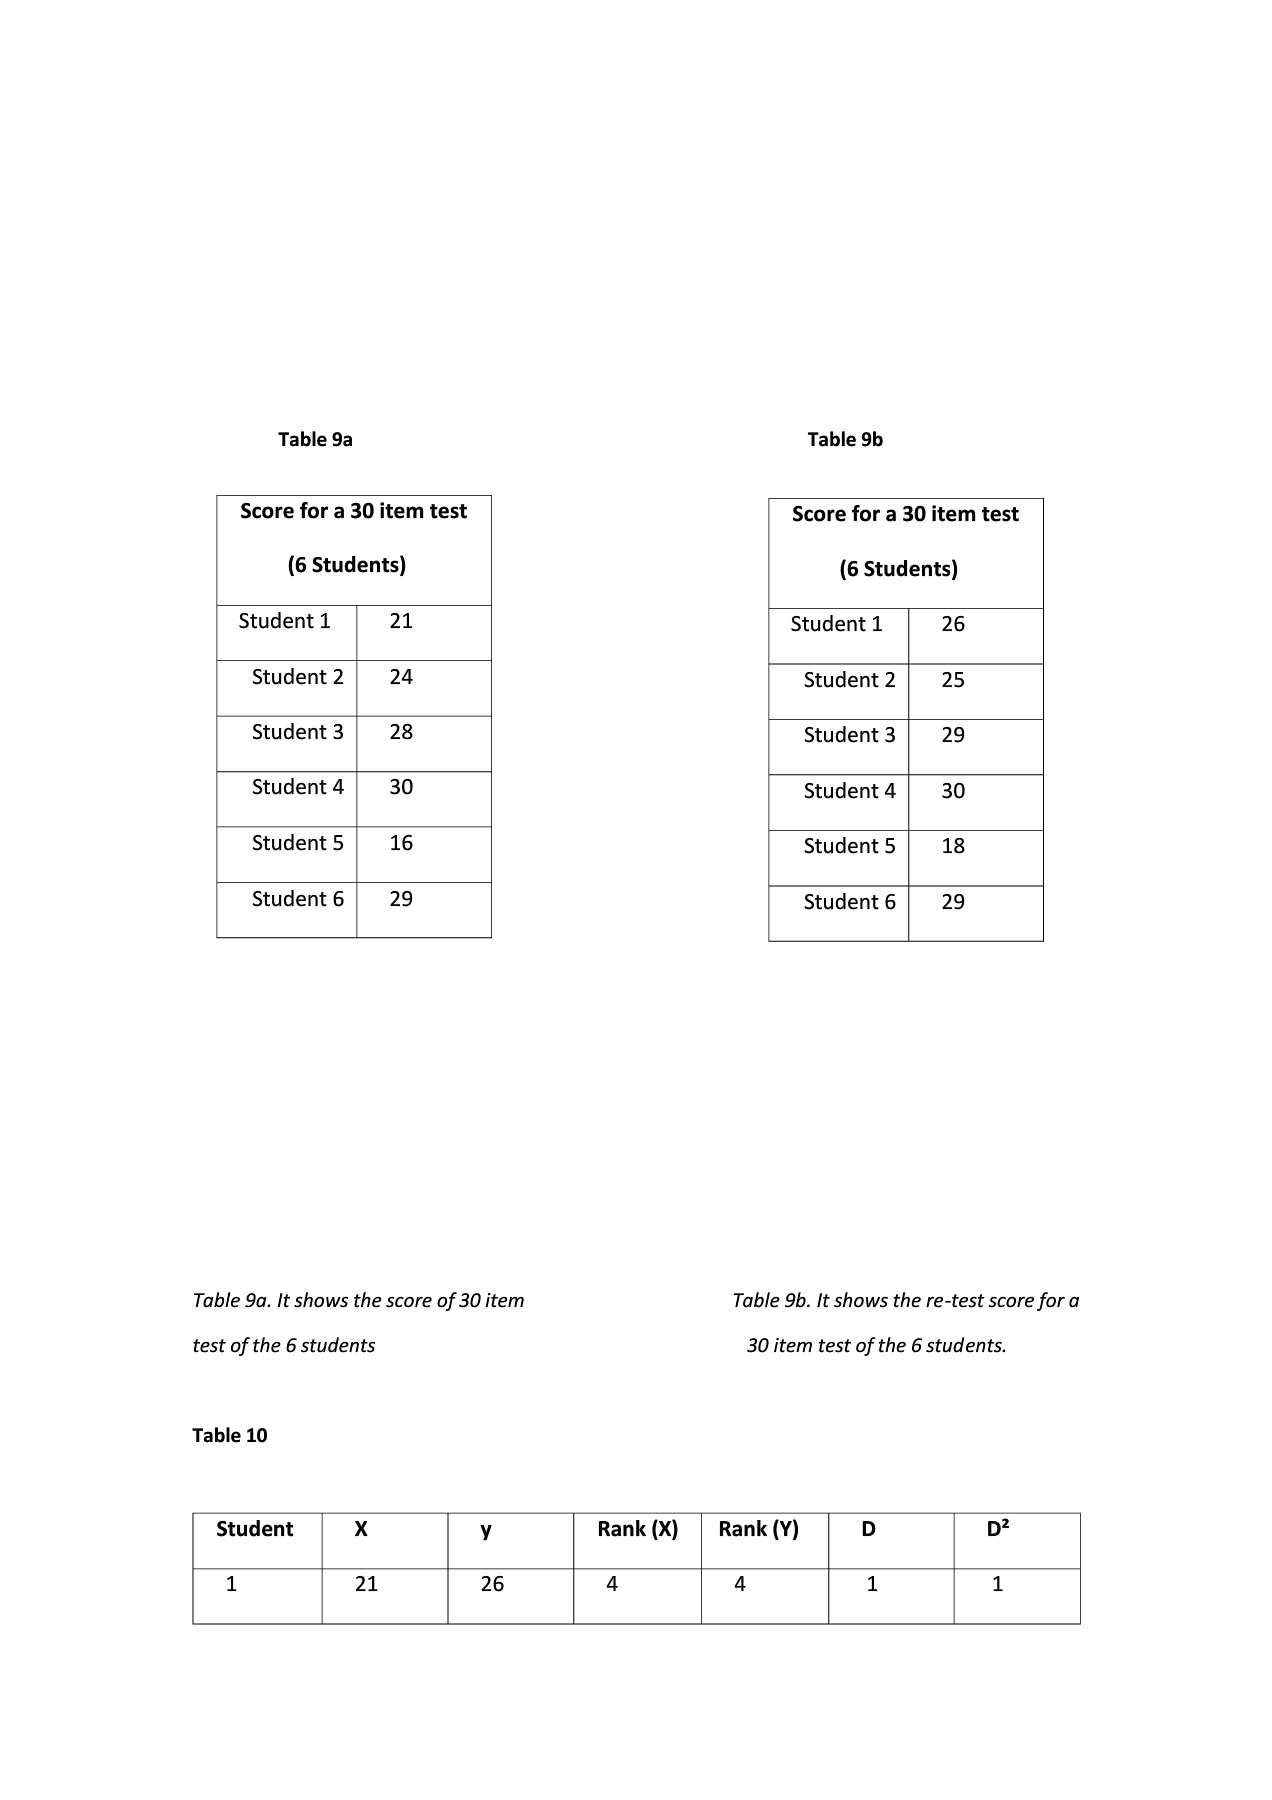 Table 9a
Table 9b
Score for a 30 item test
(6 Students)
Student 1 21
Student 2 24
Student 3 28
Student 4 30
Student 5 16
Student 6 29
Score for a 30 item test
(6 Students)
Student 1 26
Student 2 25
Student 3 29
Student 4 30
Student 5 18
Student 6 29
Table 9a. It shows the score of 30 item
test of the 6 students
Table 9b. It shows the re-test score for a
30 item test of the 6 students.
Table 10
Student X y Rank (X) Rank (Y) D D²
1 21 26 4 4 1 1